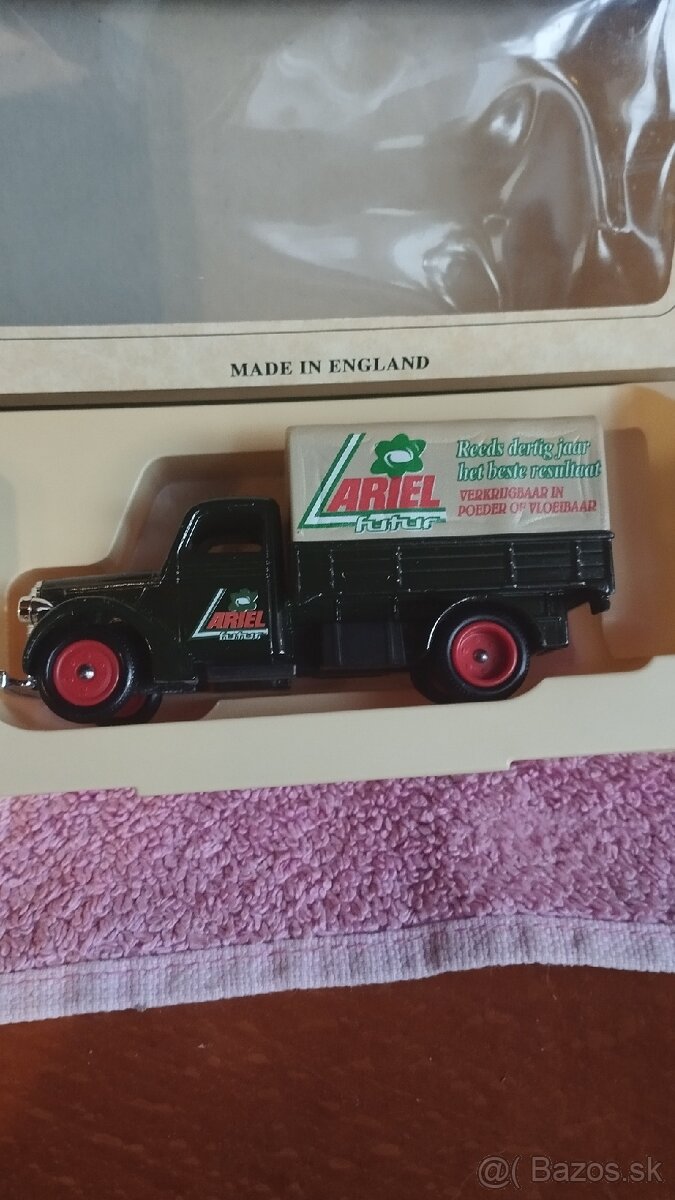 MADE IN ENGLAND
ARIEL
futur
Reeds dertig jaar
het beste resultaat
VERKRIJGBAAR IN
POEDER OF VLOEIBAAR
ARIEL
futur
@( Bazos.sk